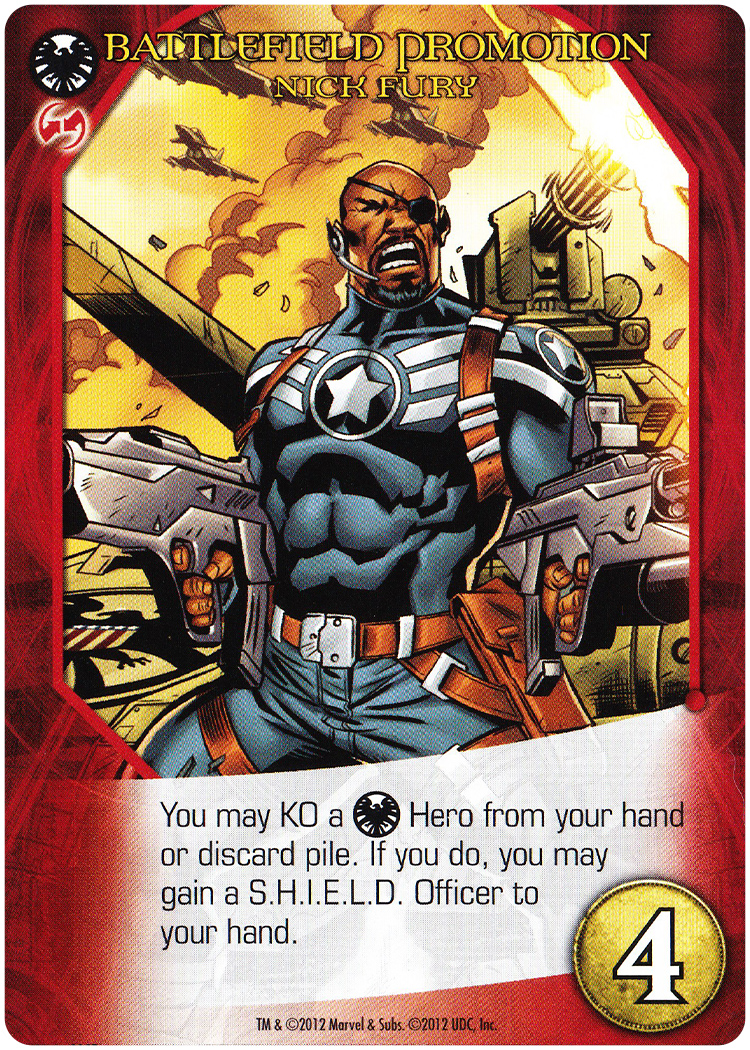 BATTLEFIELD PROMOTION
NICK FURY
You may KO a Hero from your hand
or discard pile. If you do, you may
gain a S.H.I.E.L.D. Officer to
your hand.
4
TM & ©2012 Marvel & Subs. ©2012 UDC, Inc.